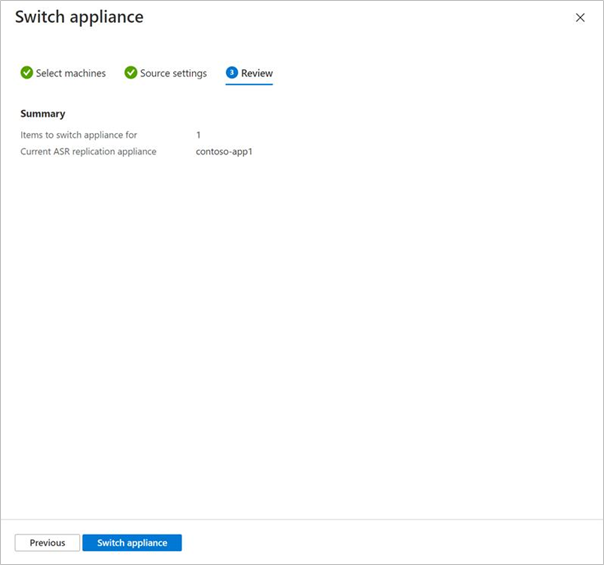 Switch appliance
Select machines Source settings 3 Review
Summary
Items to switch appliance for 1
Current ASR replication appliance contoso-app1
Previous Switch appliance